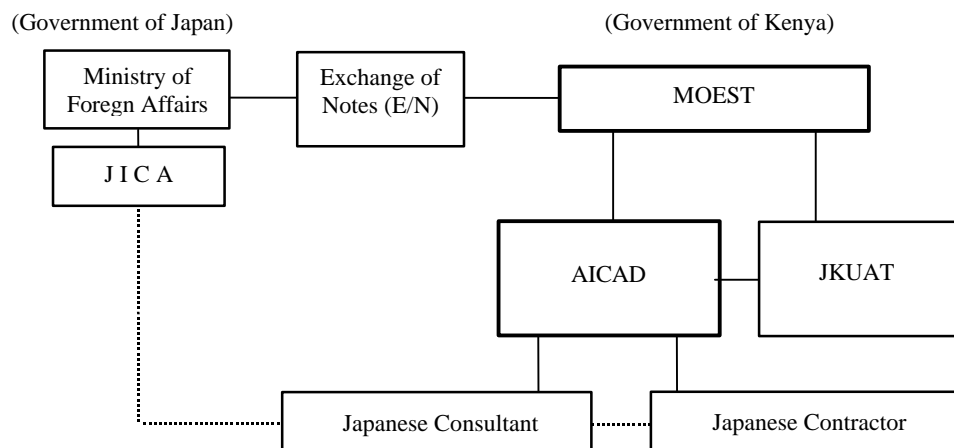 (Government of Japan)
(Government of Kenya)
Ministry of
Foregn Affairs
Exchange of
Notes (E/N)
MOEST
J I C A
AICAD
JKUAT
Japanese Consultant
Japanese Contractor